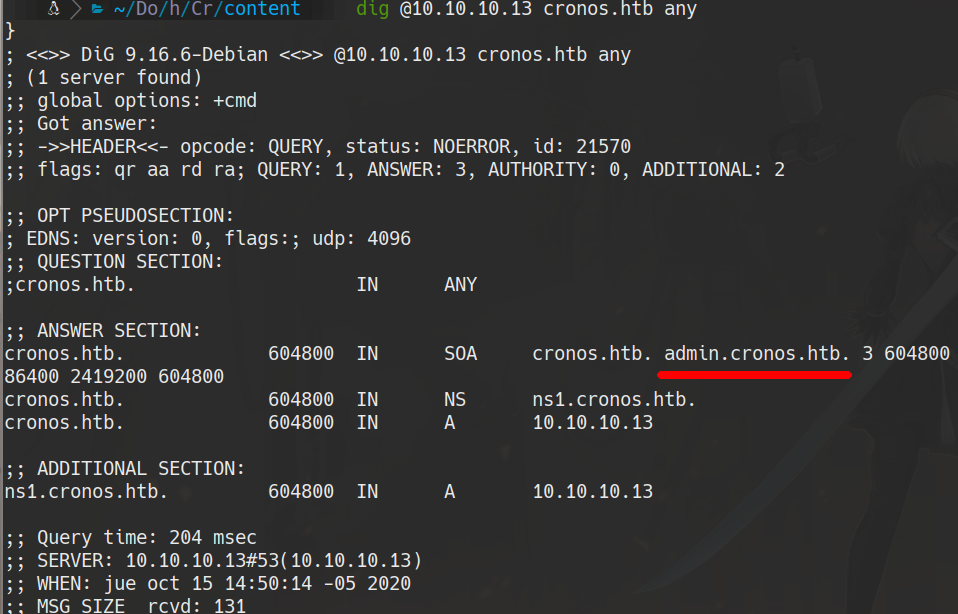 ~/Do/h/Cr/content dig @10.10.10.13 cronos.htb any
}
; <<>> DiG 9.16.6-Debian <<>> @10.10.10.13 cronos.htb any
; (1 server found)
;; global options: +cmd
;; Got answer:
;; ->>HEADER<<- opcode: QUERY, status: NOERROR, id: 21570
;; flags: qr aa rd ra; QUERY: 1, ANSWER: 3, AUTHORITY: 0, ADDITIONAL: 2
;; OPT PSEUDOSECTION:
; EDNS: version: 0, flags:; udp: 4096
;; QUESTION SECTION:
;cronos.htb. IN ANY
;; ANSWER SECTION:
cronos.htb. 604800 IN SOA cronos.htb. admin.cronos.htb. 3 604800
86400 2419200 604800
cronos.htb. 604800 IN NS ns1.cronos.htb.
cronos.htb. 604800 IN A 10.10.10.13
;; ADDITIONAL SECTION:
ns1.cronos.htb. 604800 IN A 10.10.10.13
;; Query time: 204 msec
;; SERVER: 10.10.10.13#53(10.10.10.13)
;; WHEN: jue oct 15 14:50:14 -05 2020
;; MSG SIZE rcvd: 131